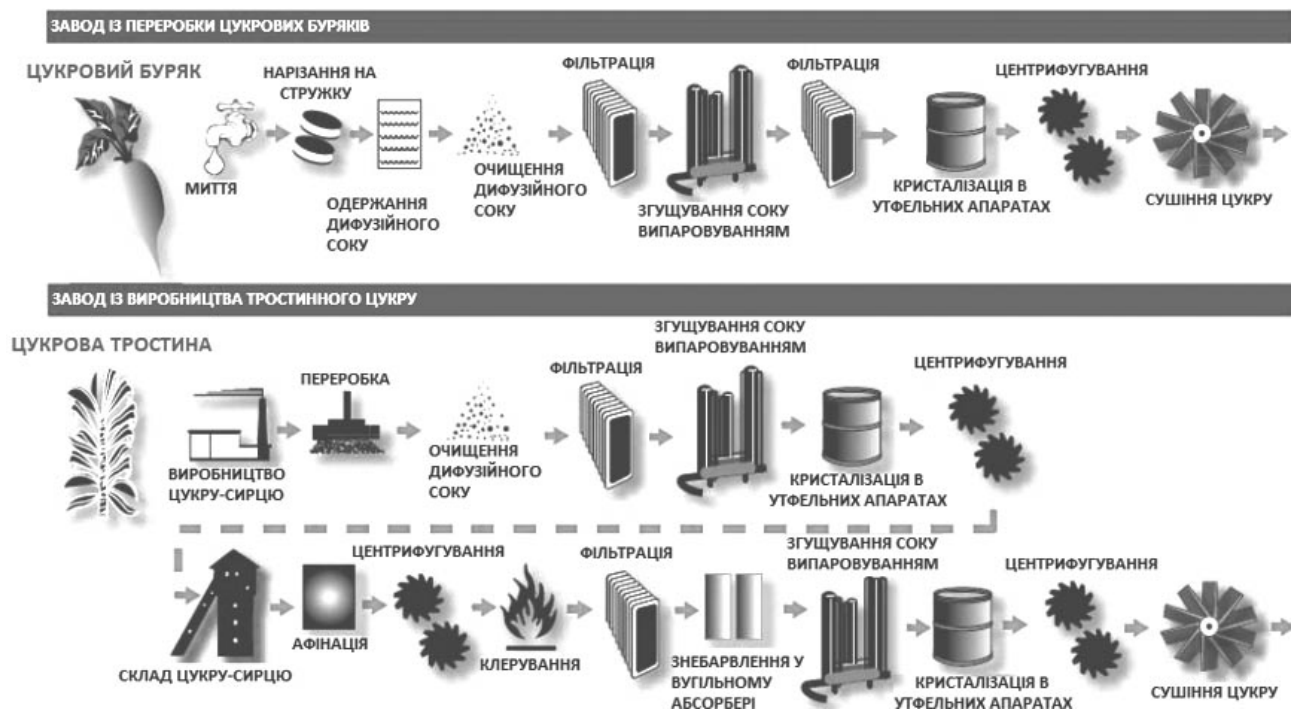 ЗАВОД ІЗ ПЕРЕРОБКИ ЦУКРОВИХ БУРЯКІВ
ЦУКРОВИЙ БУРЯК
МИТТЯ
НАРІЗАННЯ НА
СТРУЖКУ
ОДЕРЖАННЯ
ДИФУЗІЙНОГО
СОКУ
ОЧИЩЕННЯ
ДИФУЗІЙНОГО
СОКУ
ФІЛЬТРАЦІЯ
ЗГУЩУВАННЯ СОКУ
ВИПАРОВУВАННЯМ
ФІЛЬТРАЦІЯ
КРИСТАЛІЗАЦІЯ В
УТФЕЛЬНИХ АПАРАТАХ
ЦЕНТРИФУГУВАННЯ
СУШІННЯ ЦУКРУ
ЗАВОД ІЗ ВИРОБНИЦТВА ТРОСТИННОГО ЦУКРУ
ЦУКРОВА ТРОСТИНА
ВИРОБНИЦТВО
ЦУКРУ-СИРЦЮ
ПЕРЕРОБКА
ОЧИЩЕННЯ
ДИФУЗІЙНОГО
СОКУ
ФІЛЬТРАЦІЯ
ЗГУЩУВАННЯ СОКУ
ВИПАРОВУВАННЯМ
КРИСТАЛІЗАЦІЯ В
УТФЕЛЬНИХ АПАРАТАХ
ЦЕНТРИФУГУВАННЯ
СКЛАД ЦУКРУ-СИРЦЮ
АФІНАЦІЯ
ЦЕНТРИФУГУВАННЯ
КЛЕРУВАННЯ
ФІЛЬТРАЦІЯ
ЗНЕБАРВЛЕННЯ У
ВУГІЛЬНОМУ
АБСОРБЕРІ
ЗГУЩУВАННЯ СОКУ
ВИПАРОВУВАННЯМ
КРИСТАЛІЗАЦІЯ В
УТФЕЛЬНИХ АПАРАТАХ
ЦЕНТРИФУГУВАННЯ
СУШІННЯ ЦУКРУ